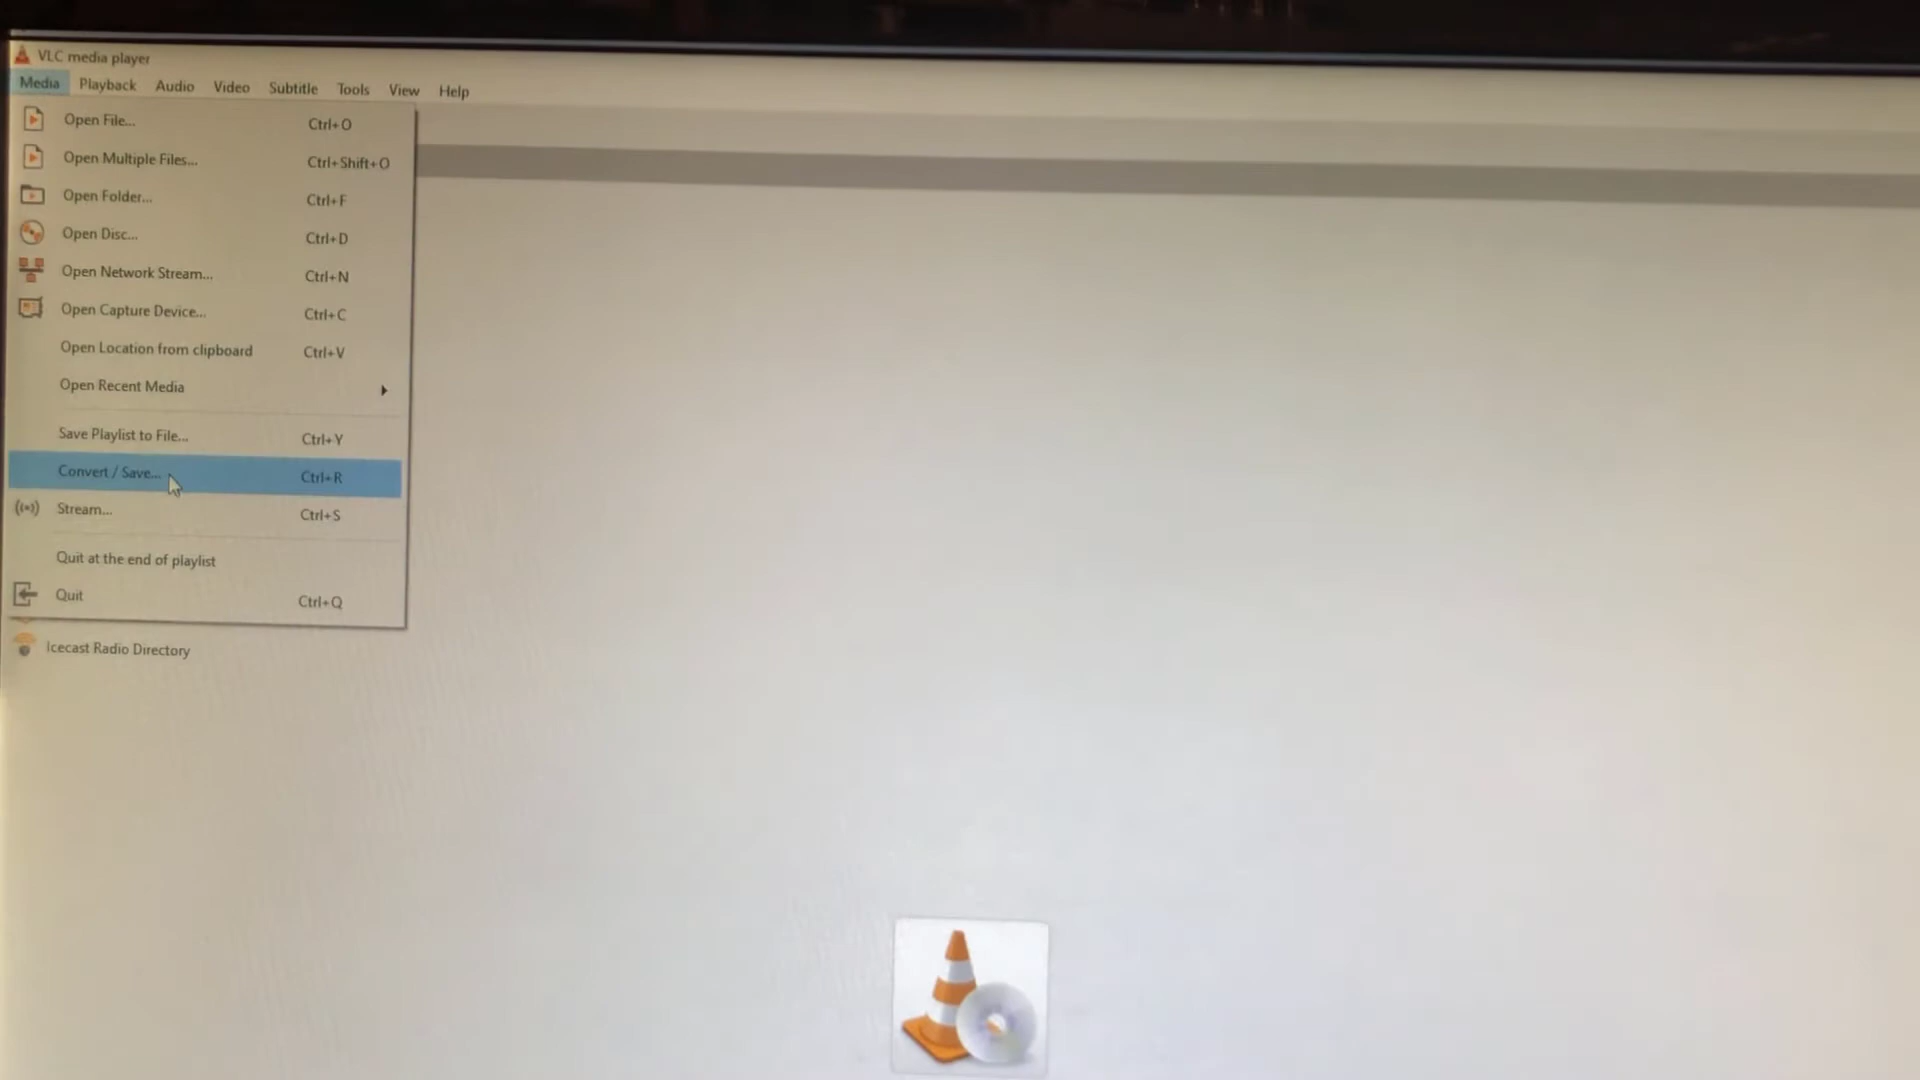 VLC media player
Media Playback Audio Video Subtitle Tools View Help
Open File... Ctrl+O
Open Multiple Files... Ctrl+Shift+O
Open Folder... Ctrl+F
Open Disc... Ctrl+D
Open Network Stream... Ctrl+N
Open Capture Device... Ctrl+C
Open Location from clipboard Ctrl+V
Open Recent Media
Save Playlist to File... Ctrl+Y
Convert / Save... Ctrl+R
Stream... Ctrl+S
Quit at the end of playlist
Quit Ctrl+Q
Icecast Radio Directory